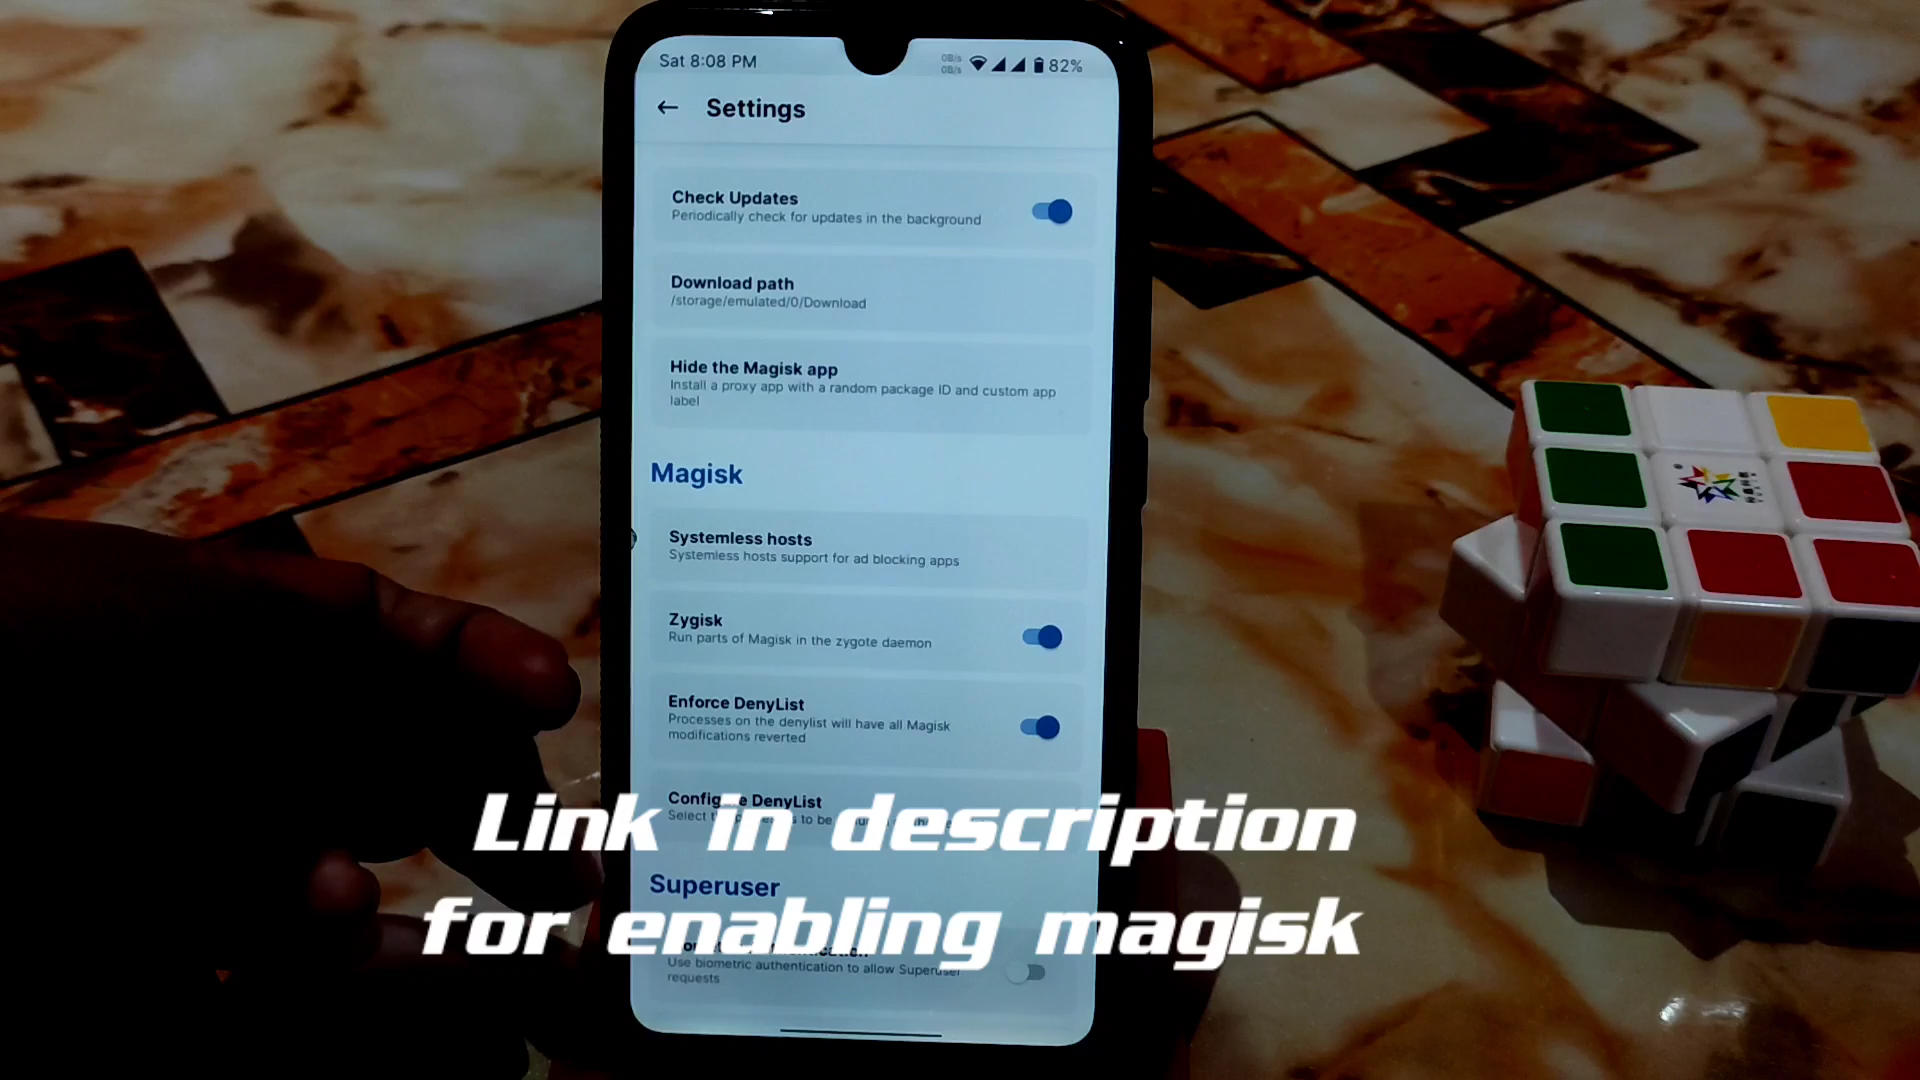 Sat 8:08 PM
0B/s
0B/s
82%
Settings
Check Updates
Periodically check for updates in the background
Download path
/storage/emulated/0/Download
Hide the Magisk app
Install a proxy app with a random package ID and custom app
label
Magisk
Systemless hosts
Systemless hosts support for ad blocking apps
Zygisk
Run parts of Magisk in the zygote daemon
Enforce DenyList
Processes on the denylist will have all Magisk
modifications reverted
Configure DenyList
Select to be
Link in description
Superuser
for enabling magisk
Use biometric authentication to allow Superuser
requests